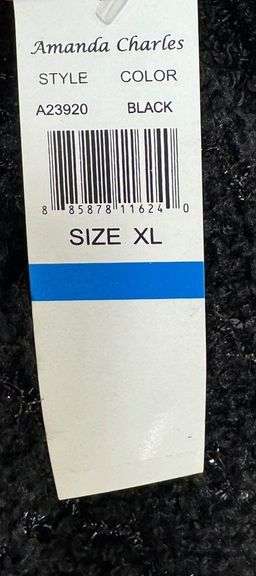 Amanda Charles
STYLE COLOR
A23920 BLACK
8 85878 11624 0
SIZE XL